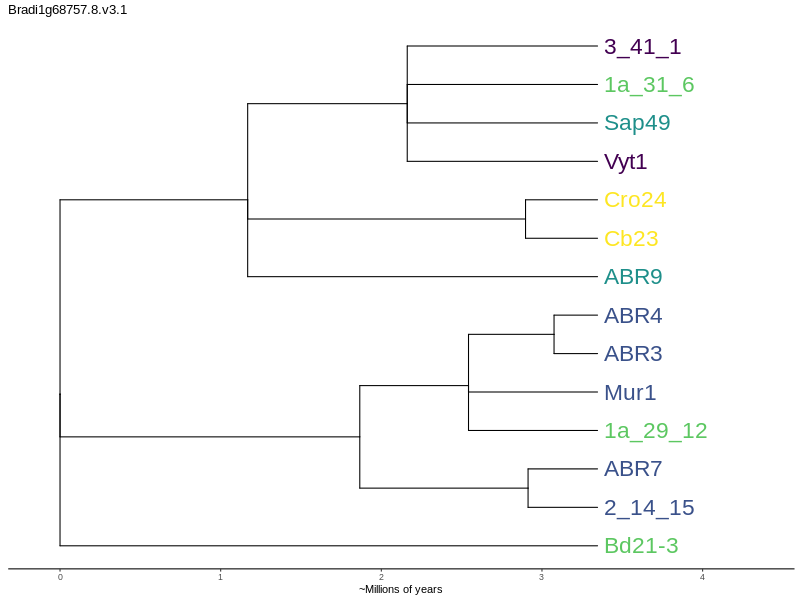 Bradi1g68757.8.v3.1
3_41_1
1a_31_6
Sap49
Vyt1
Cro24
Cb23
ABR9
ABR4
ABR3
Mur1
1a_29_12
ABR7
2_14_15
Bd21-3
0 1 2 3 4
~Millions of years